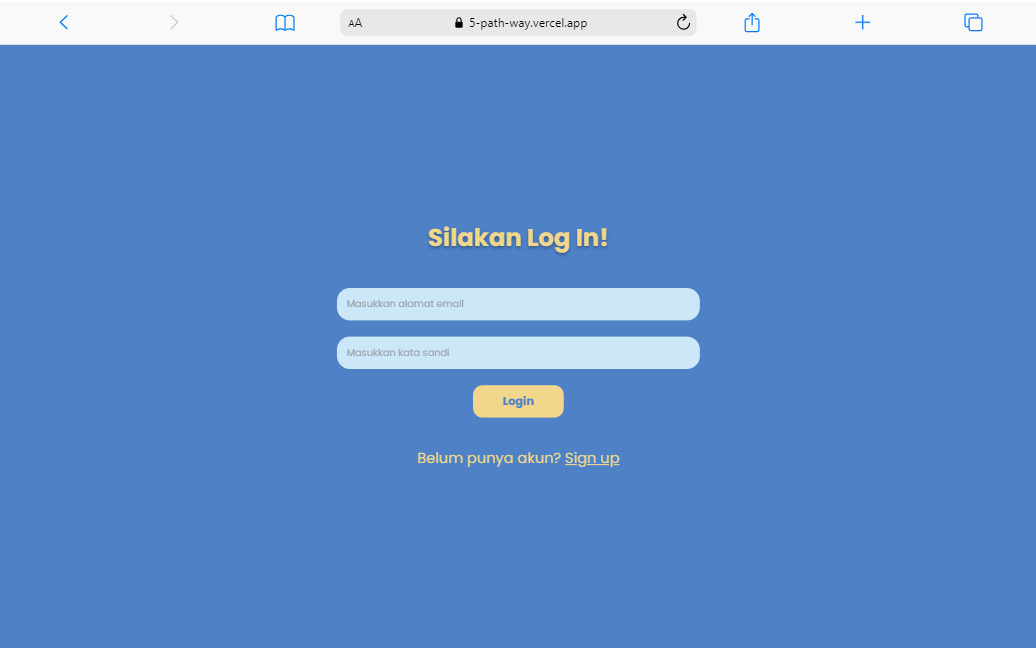 AA 5-path-way.vercel.app
Silakan Log In!
Masukkan alamat email
Masukkan kata sandi
Login
Belum punya akun? Sign up